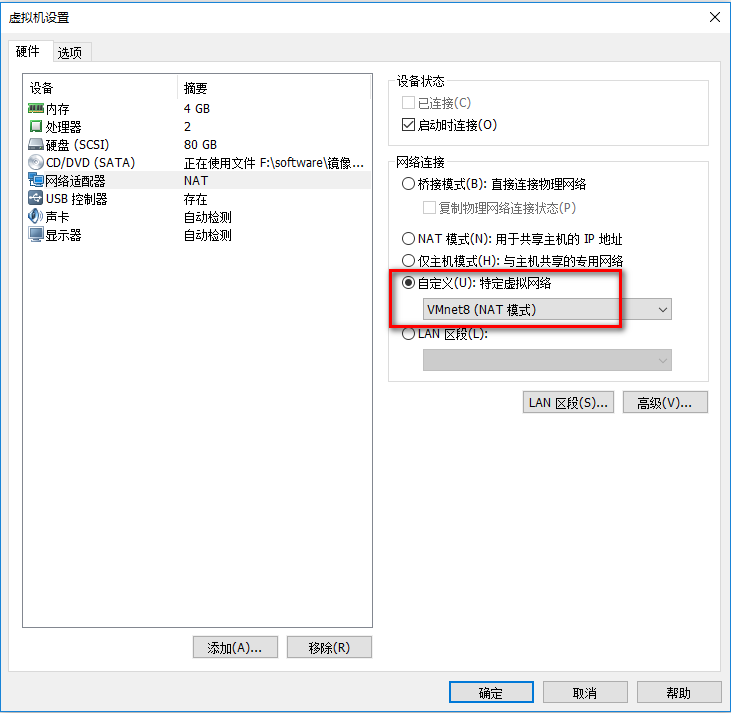 虚拟机设置
硬件 选项
设备 摘要
内存 4 GB
处理器 2
硬盘 (SCSI) 80 GB
CD/DVD (SATA) 正在使用文件 F:\software\镜像...
网络适配器 NAT
USB 控制器 存在
声卡 自动检测
显示器 自动检测
添加(A)... 移除(R)
设备状态
已连接(C)
启动时连接(O)
网络连接
桥接模式(B): 直接连接物理网络
复制物理网络连接状态(P)
NAT 模式(N): 用于共享主机的 IP 地址
仅主机模式(H): 与主机共享的专用网络
自定义(U): 特定虚拟网络
VMnet8 (NAT 模式)
LAN 区段(L):
LAN 区段(S)... 高级(V)...
确定 取消 帮助